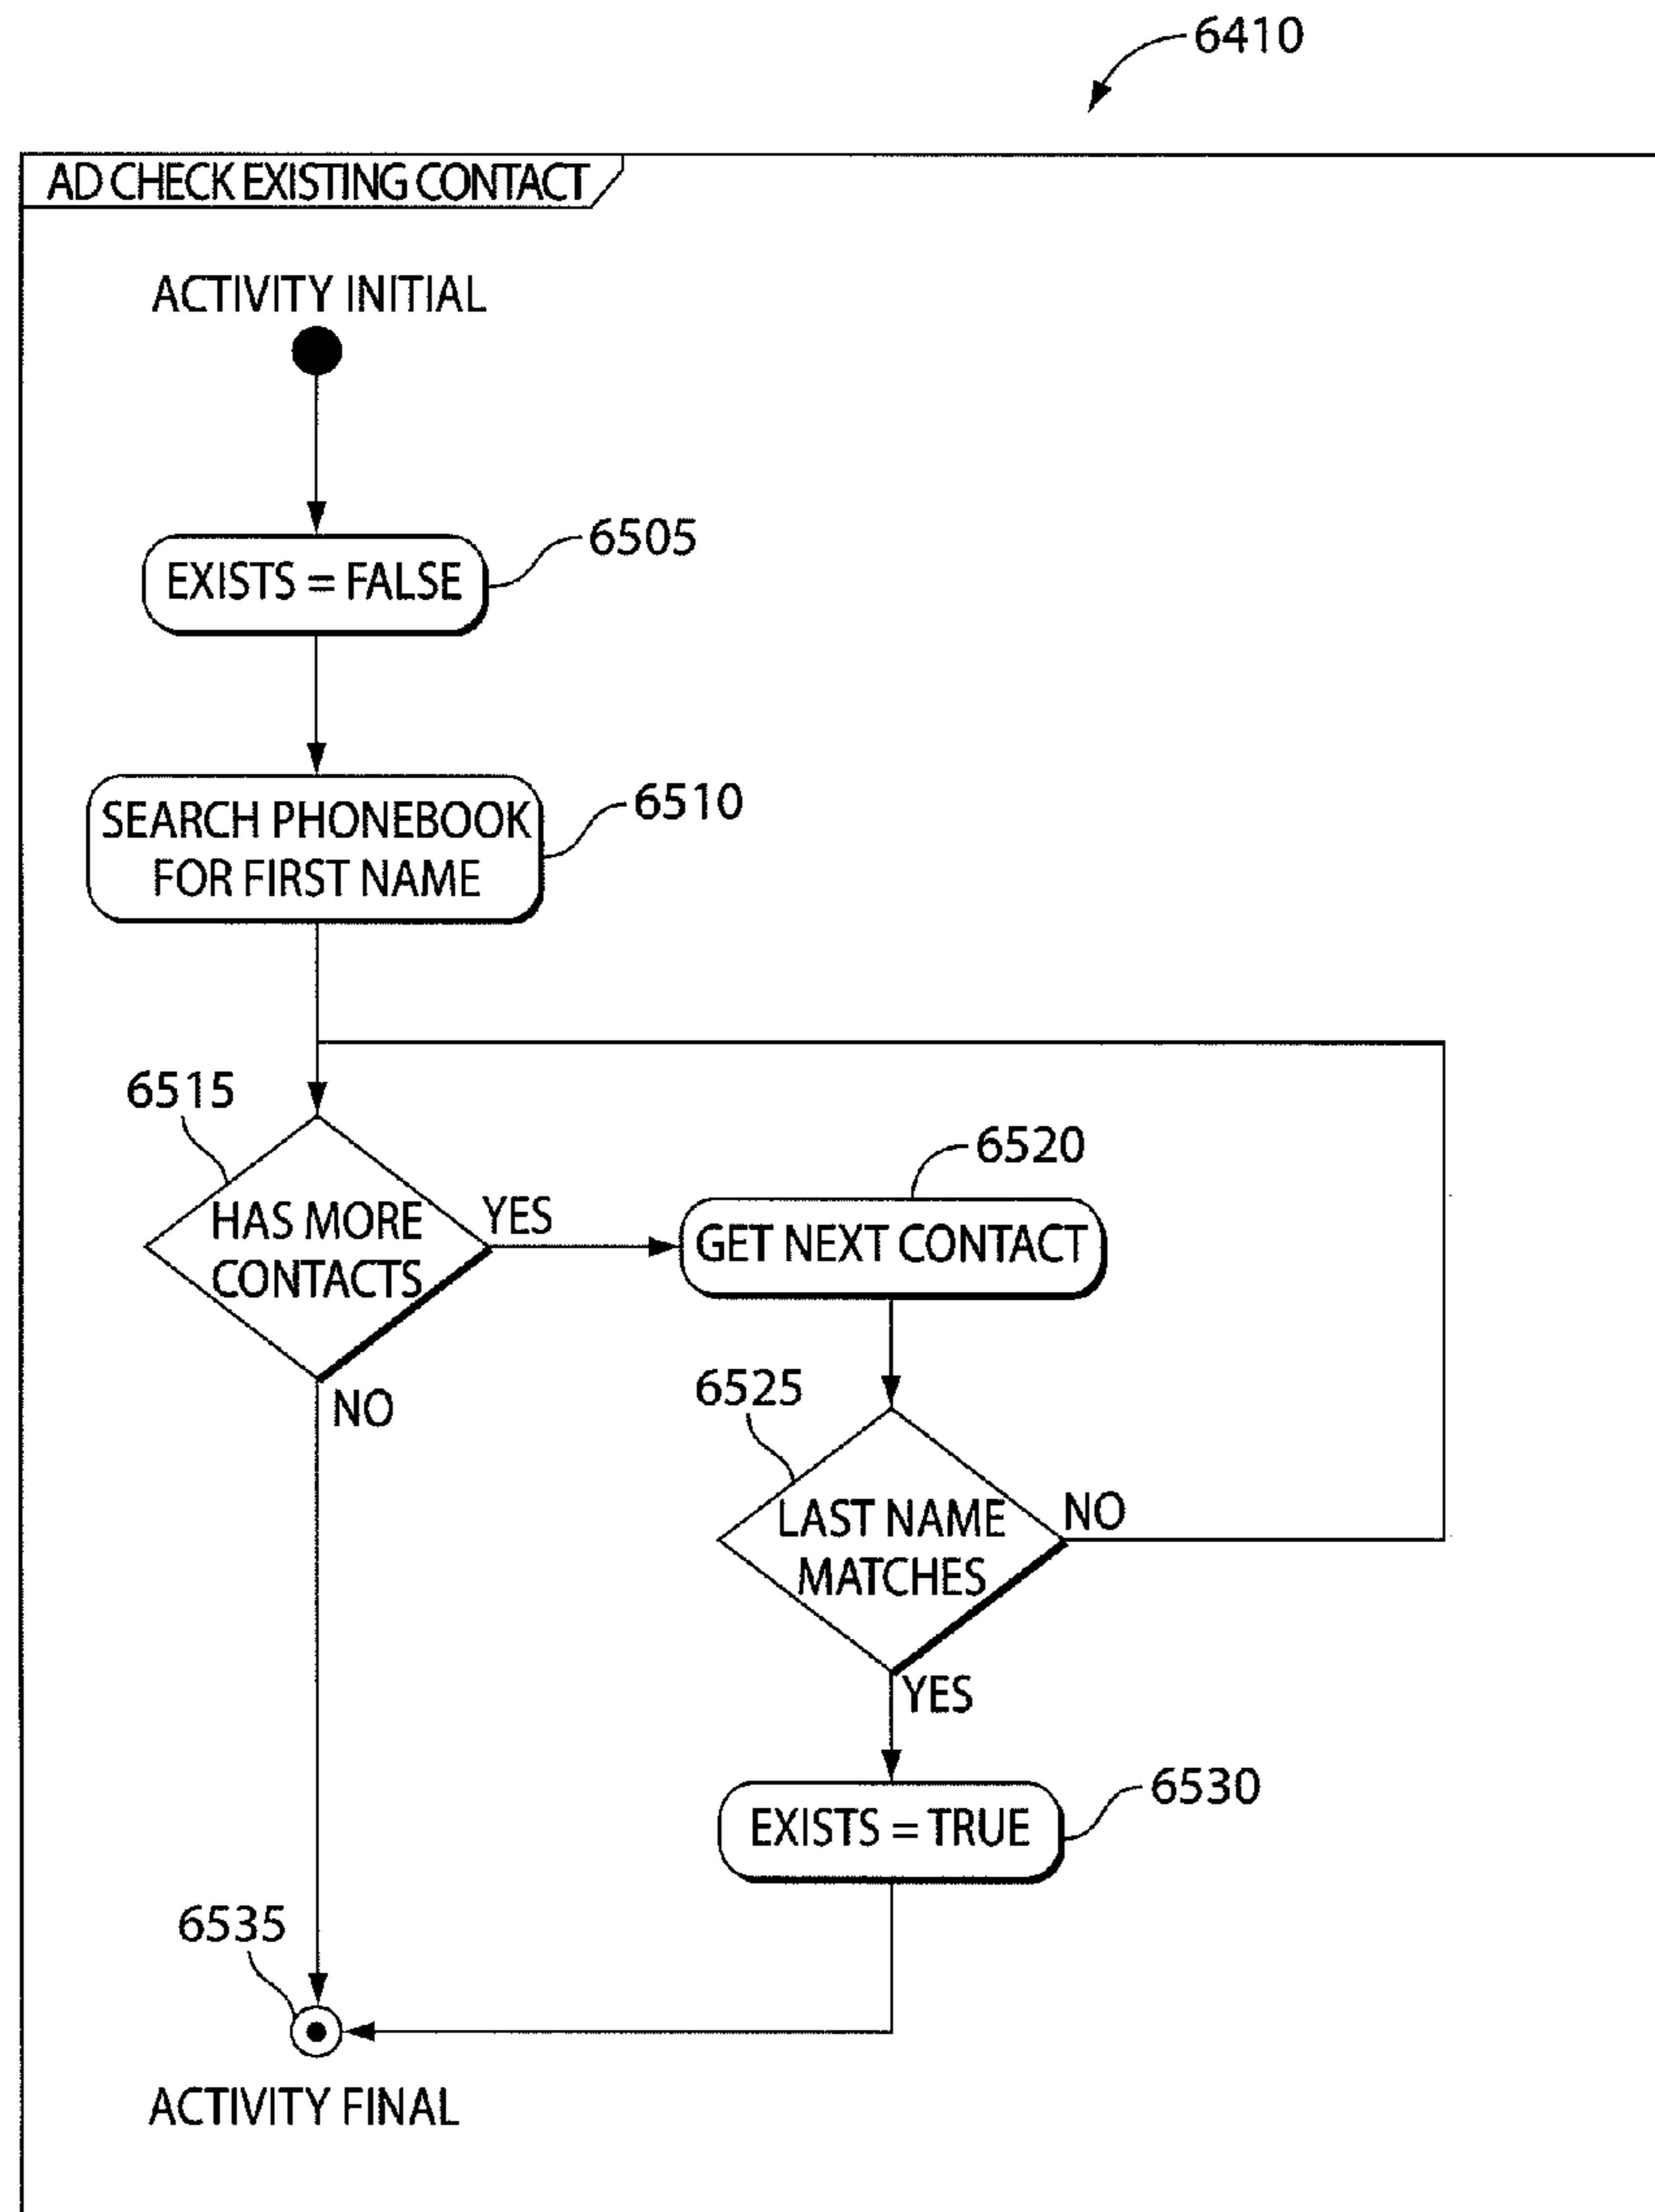 6410
AD CHECK EXISTING CONTACT
ACTIVITY INITIAL
6505
EXISTS = FALSE
6510
SEARCH PHONEBOOK
FOR FIRST NAME
6515
HAS MORE
CONTACTS
YES
NO
6520
GET NEXT CONTACT
6525
LAST NAME
MATCHES
NO
YES
6530
EXISTS = TRUE
6535
ACTIVITY FINAL